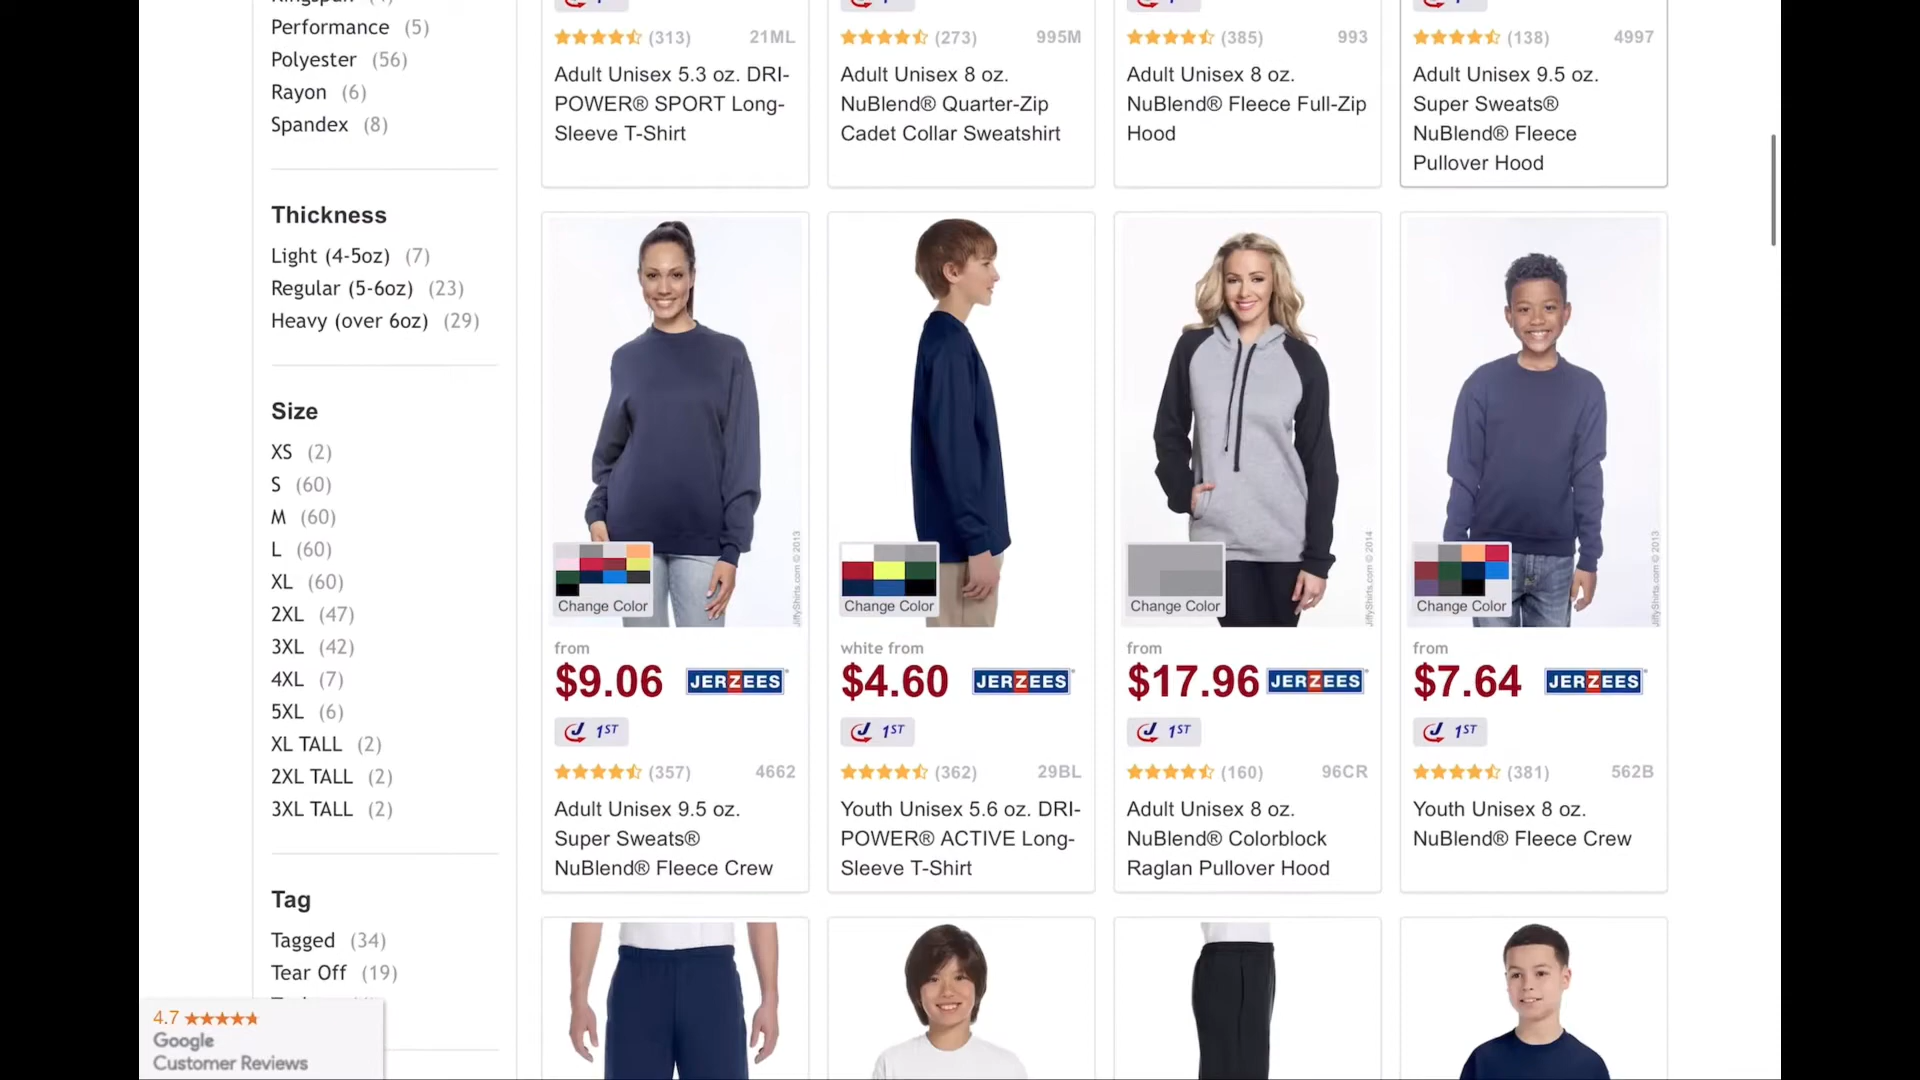 Performance (5)
Polyester (56)
Rayon (6)
Spandex (8)
Thickness
Light (4-5oz) (7)
Regular (5-6oz) (23)
Heavy (over 6oz) (29)
Size
XS (2)
S (60)
M (60)
L (60)
XL (60)
2XL (47)
3XL (42)
4XL (7)
5XL (6)
XL TALL (2)
2XL TALL (2)
3XL TALL (2)
Tag
Tagged (34)
Tear Off (19)
4.7
Google
Customer Reviews
(313) 21ML
Adult Unisex 5.3 oz. DRI-
POWER® SPORT Long-
Sleeve T-Shirt
(273) 995M
Adult Unisex 8 oz.
NuBlend® Quarter-Zip
Cadet Collar Sweatshirt
(385) 993
Adult Unisex 8 oz.
NuBlend® Fleece Full-Zip
Hood
(138) 4997
Adult Unisex 9.5 oz.
Super Sweats®
NuBlend® Fleece
Pullover Hood
JiffyShirts.com © 2013
Change Color
from
$9.06 JERZEES
J 1ST
(357) 4662
Adult Unisex 9.5 oz.
Super Sweats®
NuBlend® Fleece Crew
Change Color
white from
$4.60 JERZEES
J 1ST
(362) 29BL
Youth Unisex 5.6 oz. DRI-
POWER® ACTIVE Long-
Sleeve T-Shirt
JiffyShirts.com © 2014
Change Color
from
$17.96 JERZEES
J 1ST
(160) 96CR
Adult Unisex 8 oz.
NuBlend® Colorblock
Raglan Pullover Hood
JiffyShirts.com © 2013
Change Color
from
$7.64 JERZEES
J 1ST
(381) 562B
Youth Unisex 8 oz.
NuBlend® Fleece Crew